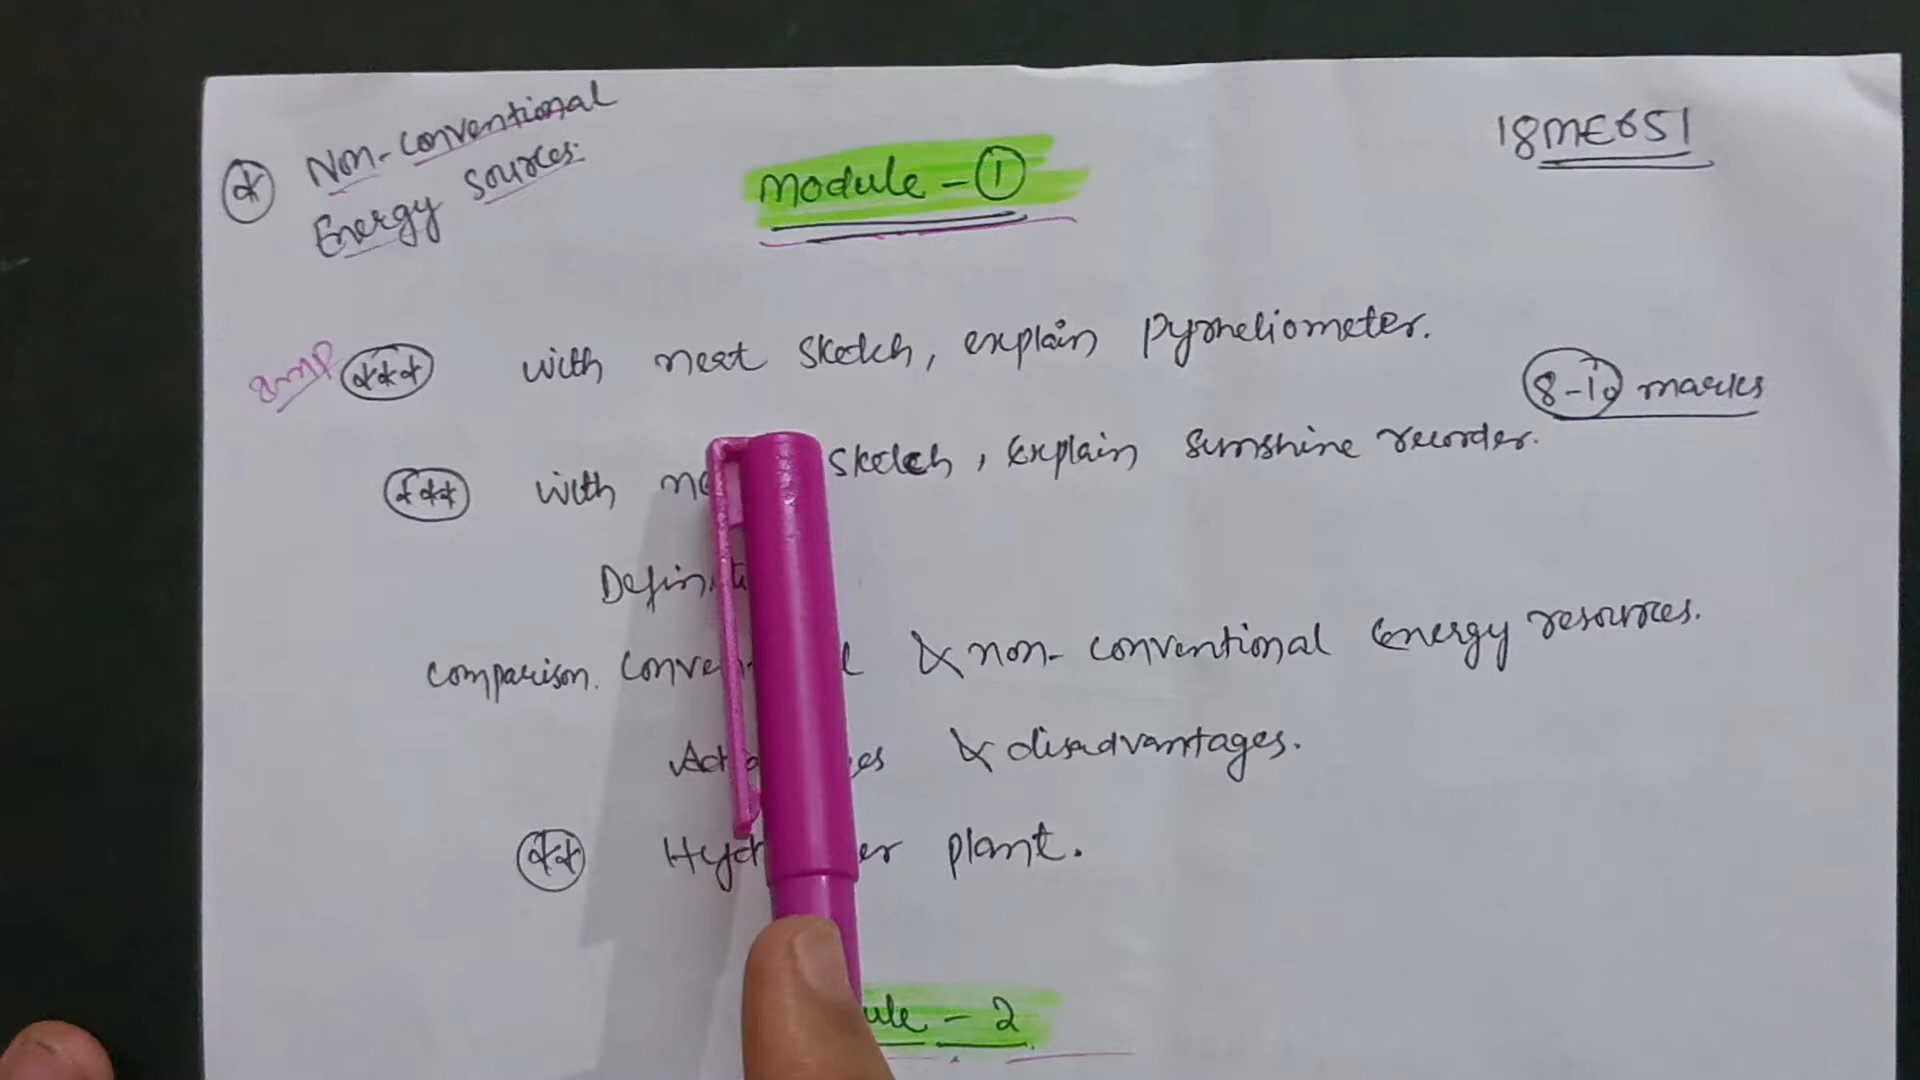 Non-conventional
Energy sources.
18ME651
Module - 1
*** with neat sketch, explain pyrheliometer.
8-10 marks
*** with sketch, explain sunshine recorder.
comparison. & non-conventional energy resources.
& disadvantages.
** plant.
- 2